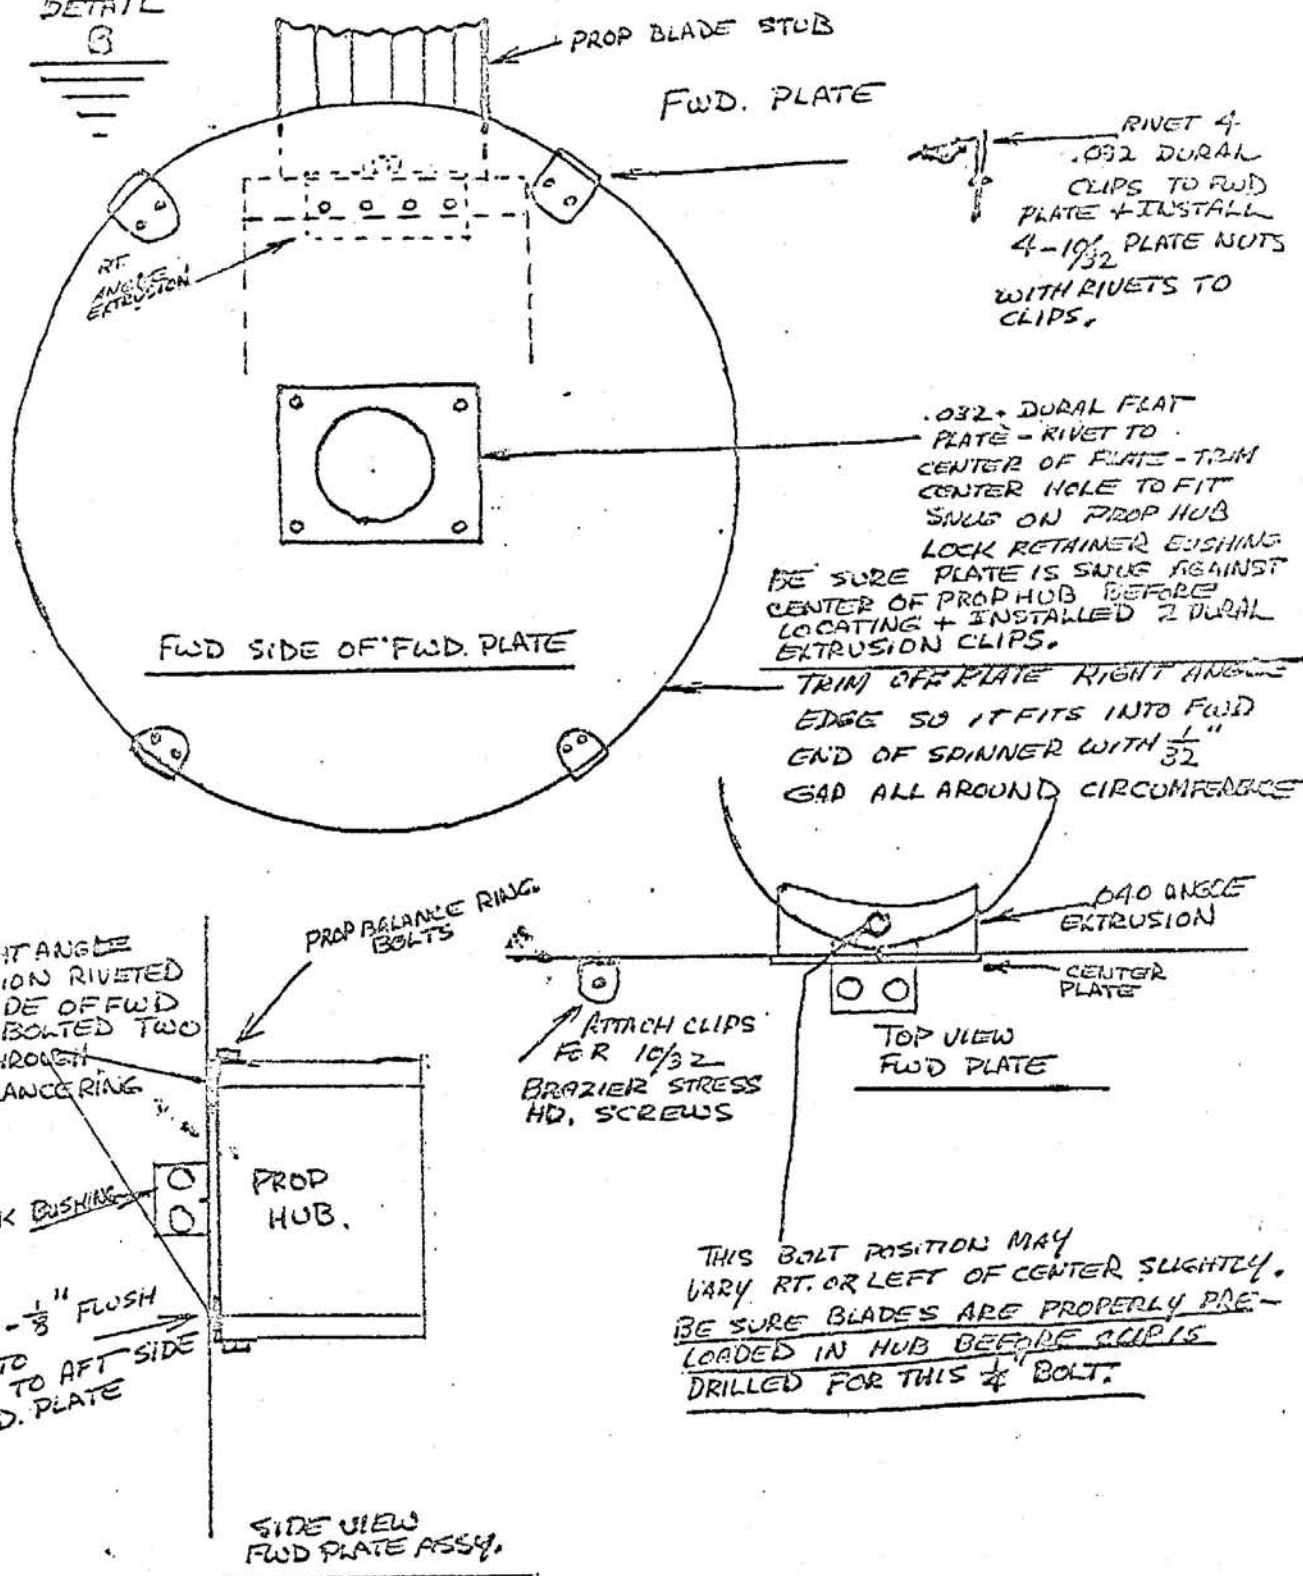 DETAIL
B
PROP BLADE STUB
FWD. PLATE
RIVET 4
.032 DURAL
CLIPS TO FWD
PLATE + INSTALL
4-10/32 PLATE NUTS
WITH RIVETS TO
CLIPS.
RT.
ANGLE
EXTRUSION
.032 DURAL FLAT
PLATE - RIVET TO
CENTER OF PLATE - TRIM
CENTER HOLE TO FIT
SNUG ON PROP HUB
LOCK RETAINER BUSHING
BE SURE PLATE IS SNUG AGAINST
CENTER OF PROP HUB BEFORE
LOCATING + INSTALLED 2 DURAL
EXTRUSION CLIPS.
FWD SIDE OF FWD. PLATE
TRIM OFF PLATE RIGHT ANGLE
EDGE SO IT FITS INTO FWD
END OF SPINNER WITH 1/32"
GAP ALL AROUND CIRCUMFERENCE
PROP BALANCE RING
BOLTS
HT ANGLE
ION RIVETED
DE OF FWD
BOLTED TWO
HROUGH
LANCE RING
.040 ANGLE
EXTRUSION
CENTER
PLATE
ATTACH CLIPS
FOR 10/32
BRAZIER STRESS
HD. SCREWS
TOP VIEW
FWD PLATE
PROP
HUB.
K BUSHING
- 1/8" FLUSH
TO
TO AFT SIDE
D. PLATE
THIS BOLT POSITION MAY
VARY RT. OR LEFT OF CENTER SLIGHTLY.
BE SURE BLADES ARE PROPERLY PRE-
LOADED IN HUB BEFORE CLIP IS
DRILLED FOR THIS 1/4" BOLT.
SIDE VIEW
FWD PLATE ASSY.